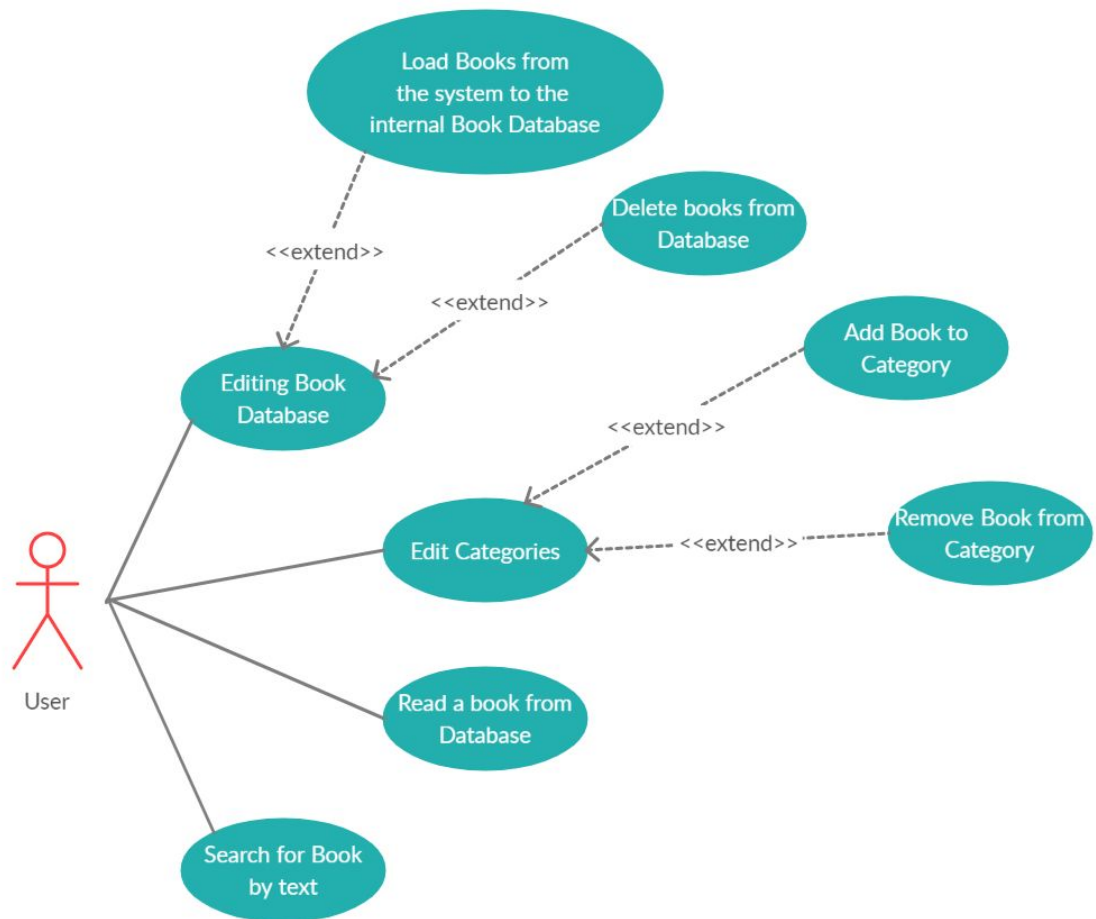 Load Books from
the system to the
internal Book Database
Delete books from
Database
<<extend>>
<<extend>>
Add Book to
Category
Editing Book
Database
<<extend>>
Remove Book from
Category
<<extend>>
Edit Categories
User
Read a book from
Database
Search for Book
by text